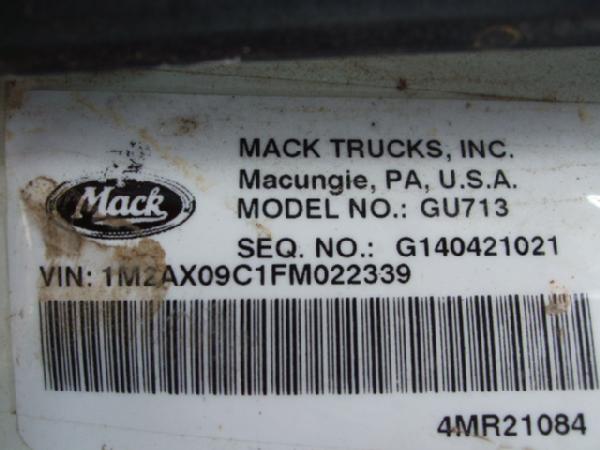 Mack
MACK TRUCKS, INC.
Macungie, PA, U.S.A.
MODEL NO.: GU713
SEQ. NO.: G140421021
VIN: 1M2AX09C1FM022339
4MR21084